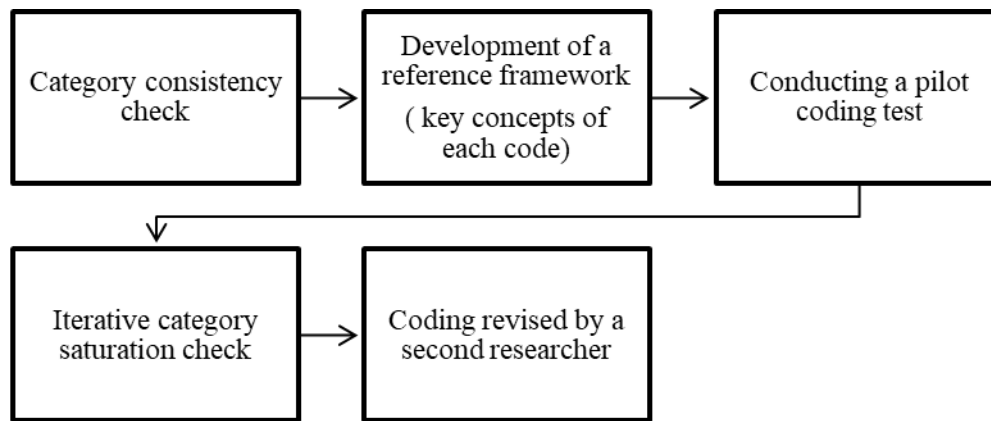 Category consistency
check
Development of a
reference framework
( key concepts of
each code)
Conducting a pilot
coding test
Iterative category
saturation check
Coding revised by a
second researcher